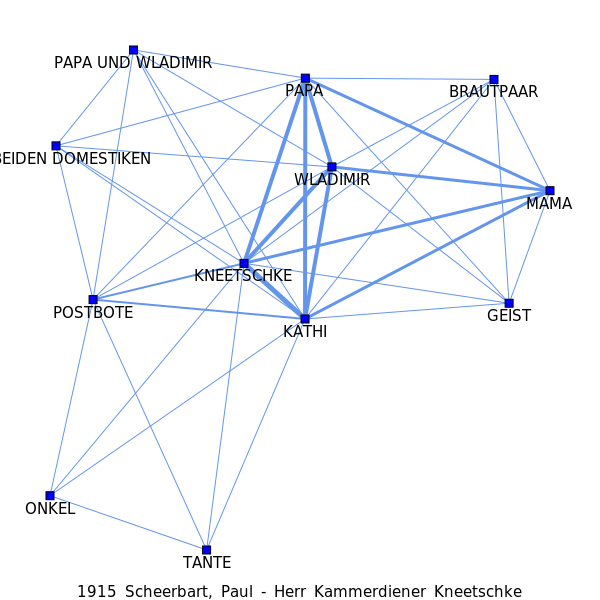 PAPA UND WLADIMIR
PAPA
BRAUTPAAR
BEIDEN DOMESTIKEN
WLADIMIR
MAMA
KNEETSCHKE
POSTBOTE
KATHI
GEIST
ONKEL
TANTE
1915 Scheerbart, Paul - Herr Kammerdiener Kneetschke